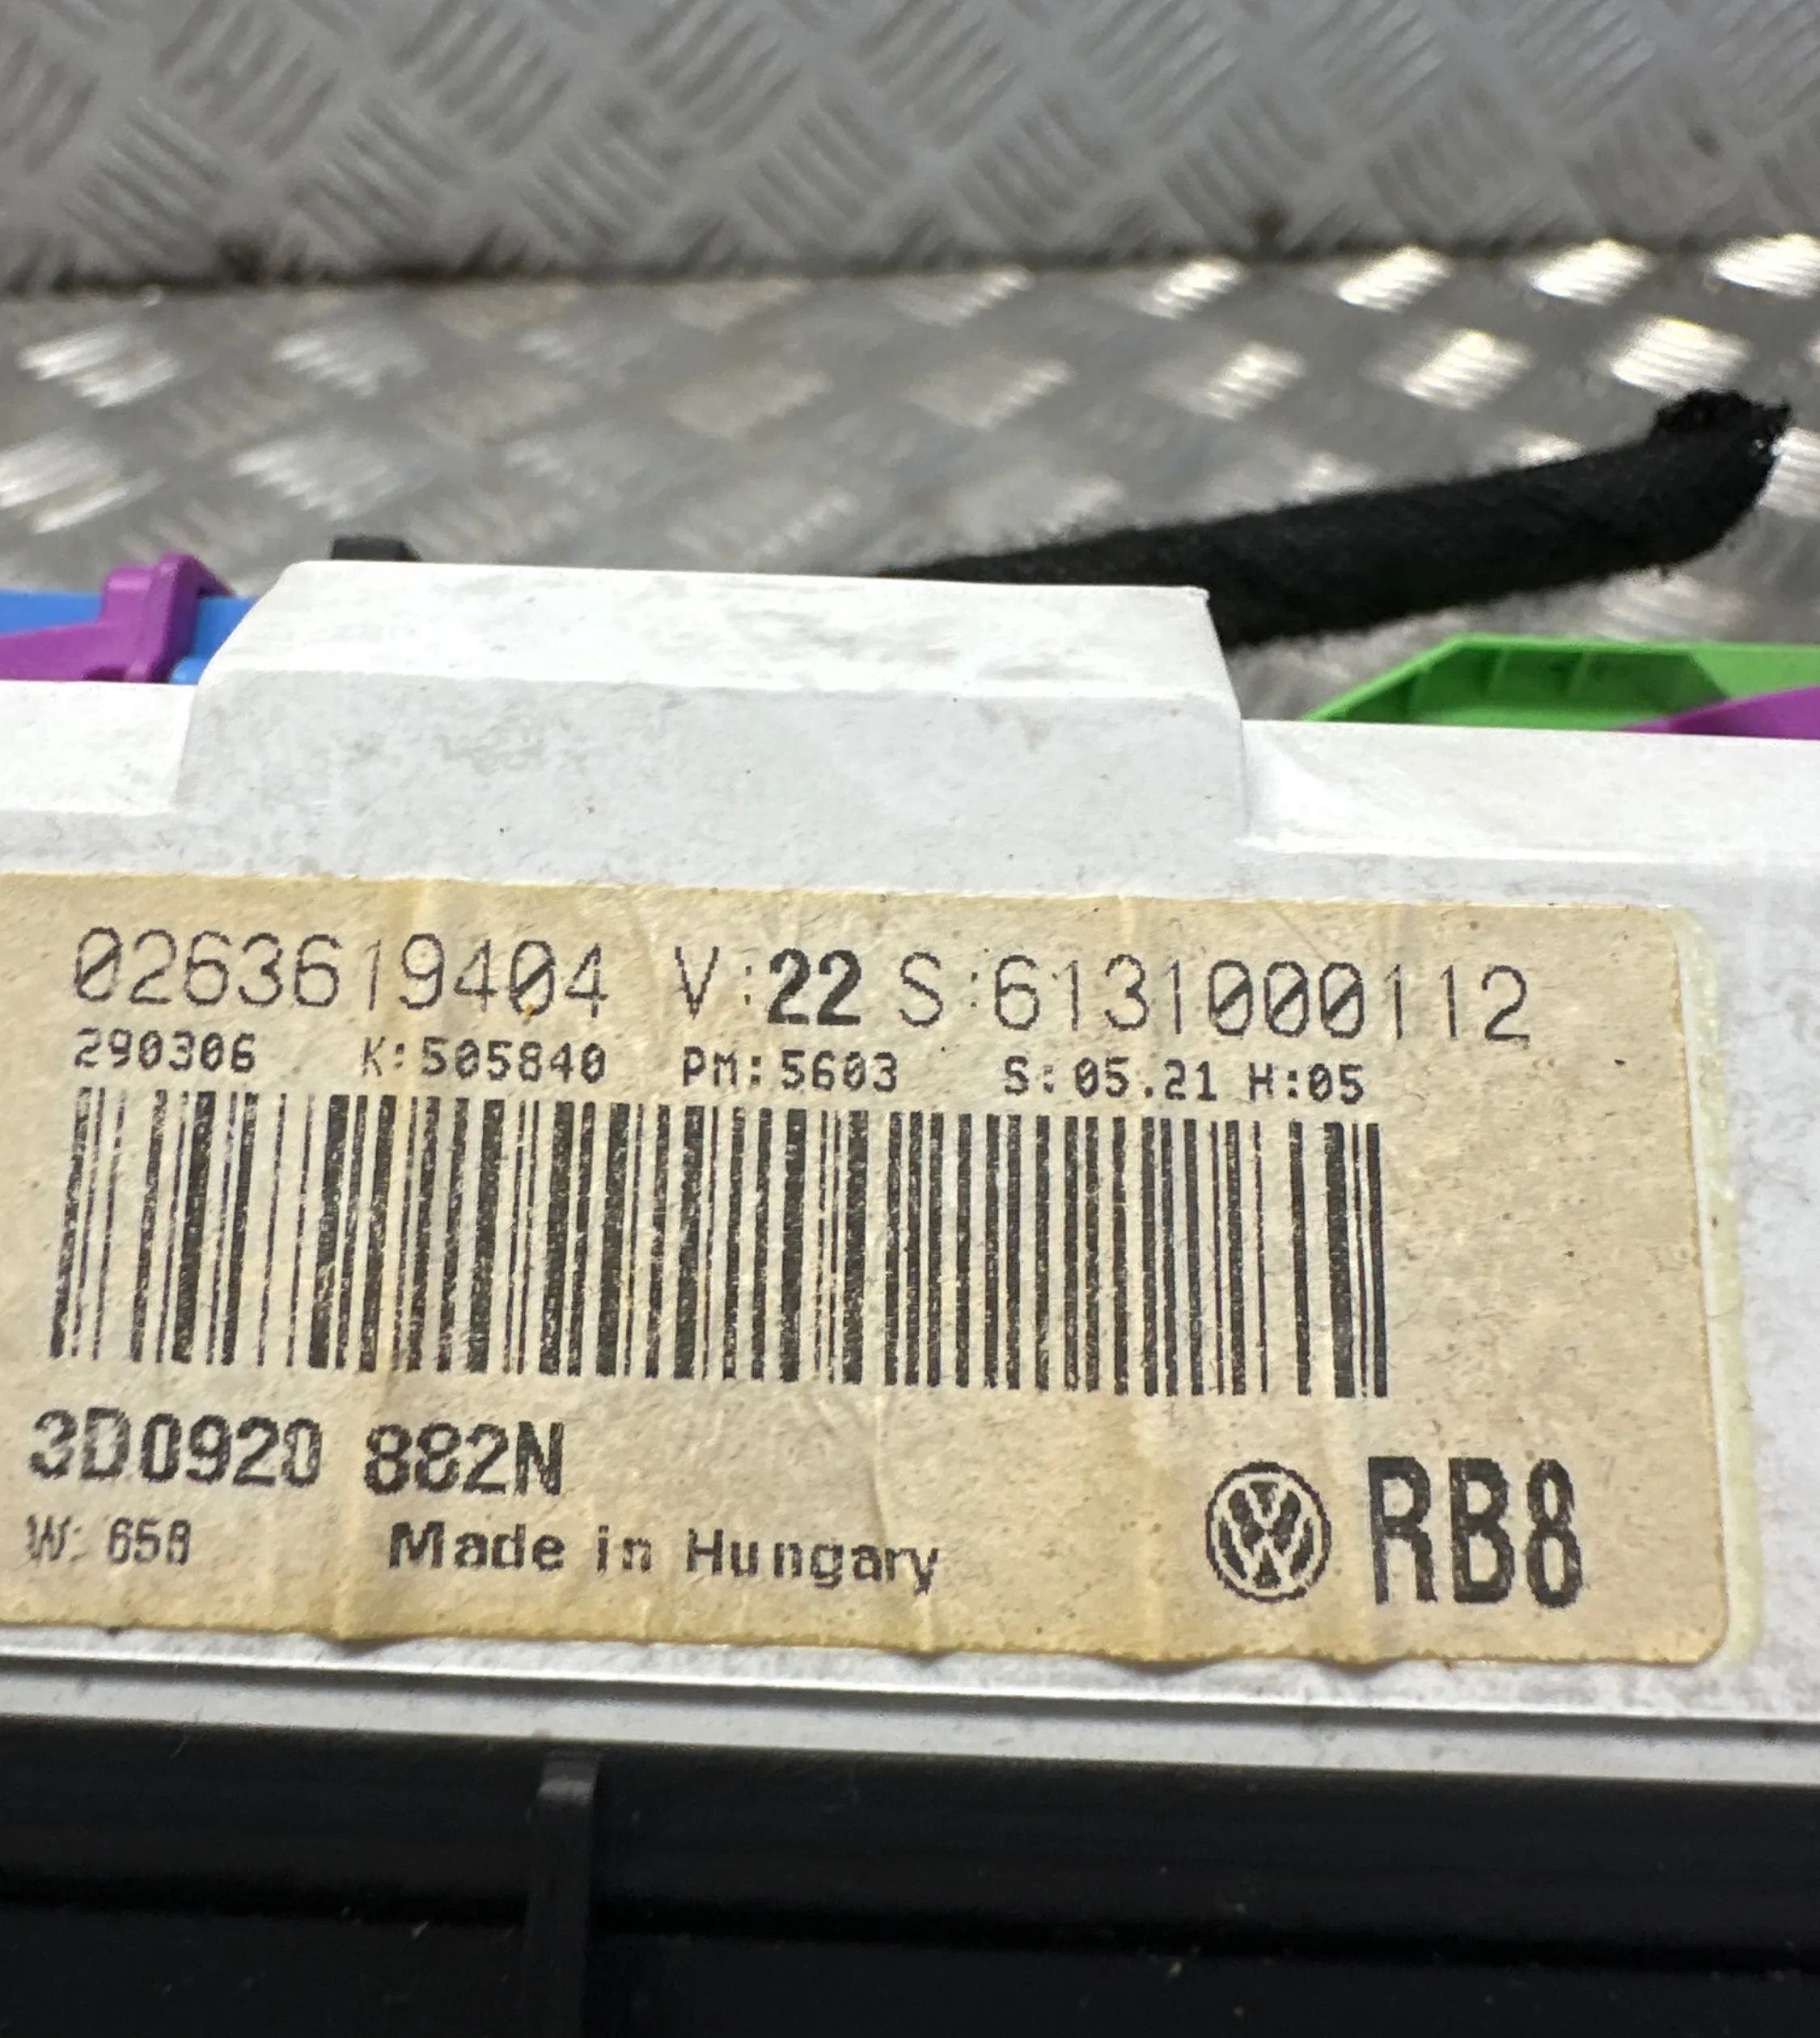 0263619404 V:22 S:6131000112
290306 K:505840 PM:5603 S:05.21 H:05
3D0920 882N
RB8
W: 658 Made in Hungary